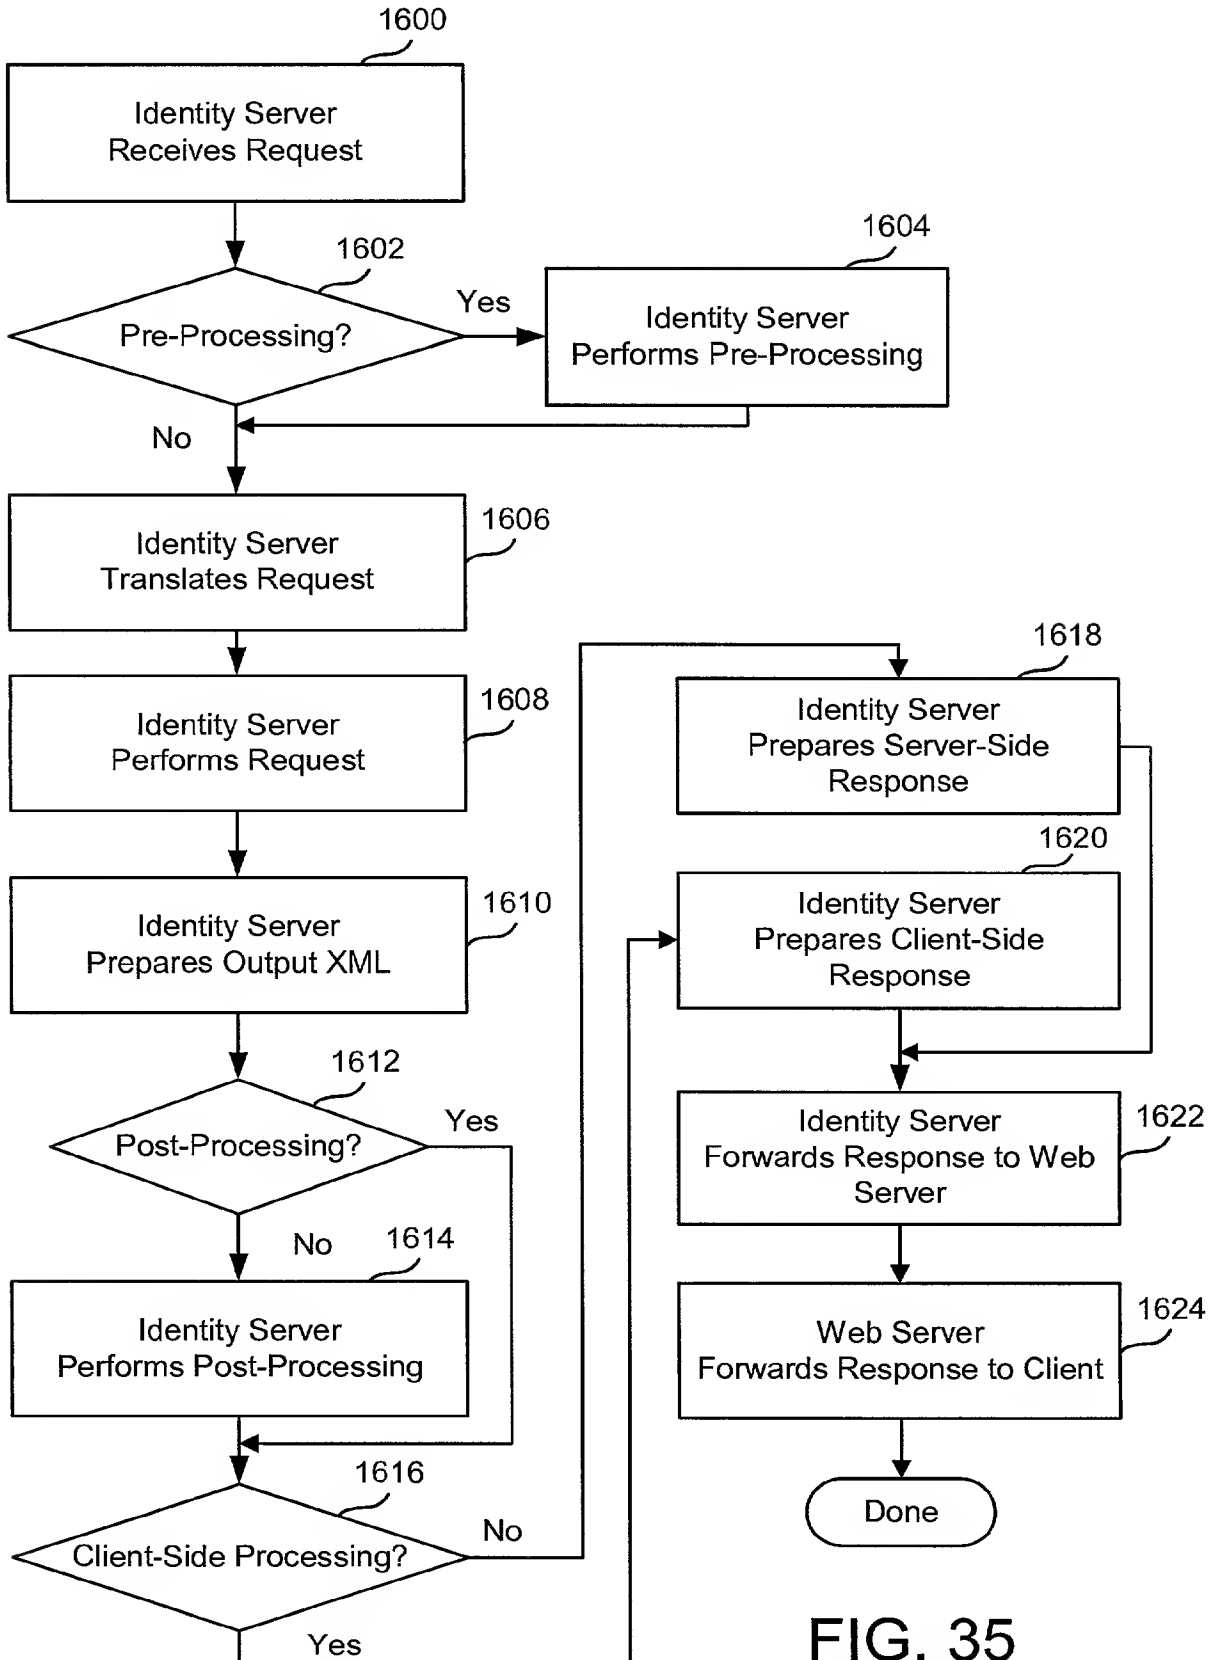 1600
Identity Server
Receives Request
1602
Pre-Processing?
Yes
No
1604
Identity Server
Performs Pre-Processing
1606
Identity Server
Translates Request
1608
Identity Server
Performs Request
1610
Identity Server
Prepares Output XML
1612
Post-Processing?
Yes
No
1614
Identity Server
Performs Post-Processing
1616
Client-Side Processing?
No
Yes
1618
Identity Server
Prepares Server-Side
Response
1620
Identity Server
Prepares Client-Side
Response
1622
Identity Server
Forwards Response to Web
Server
1624
Web Server
Forwards Response to Client
Done
FIG. 35